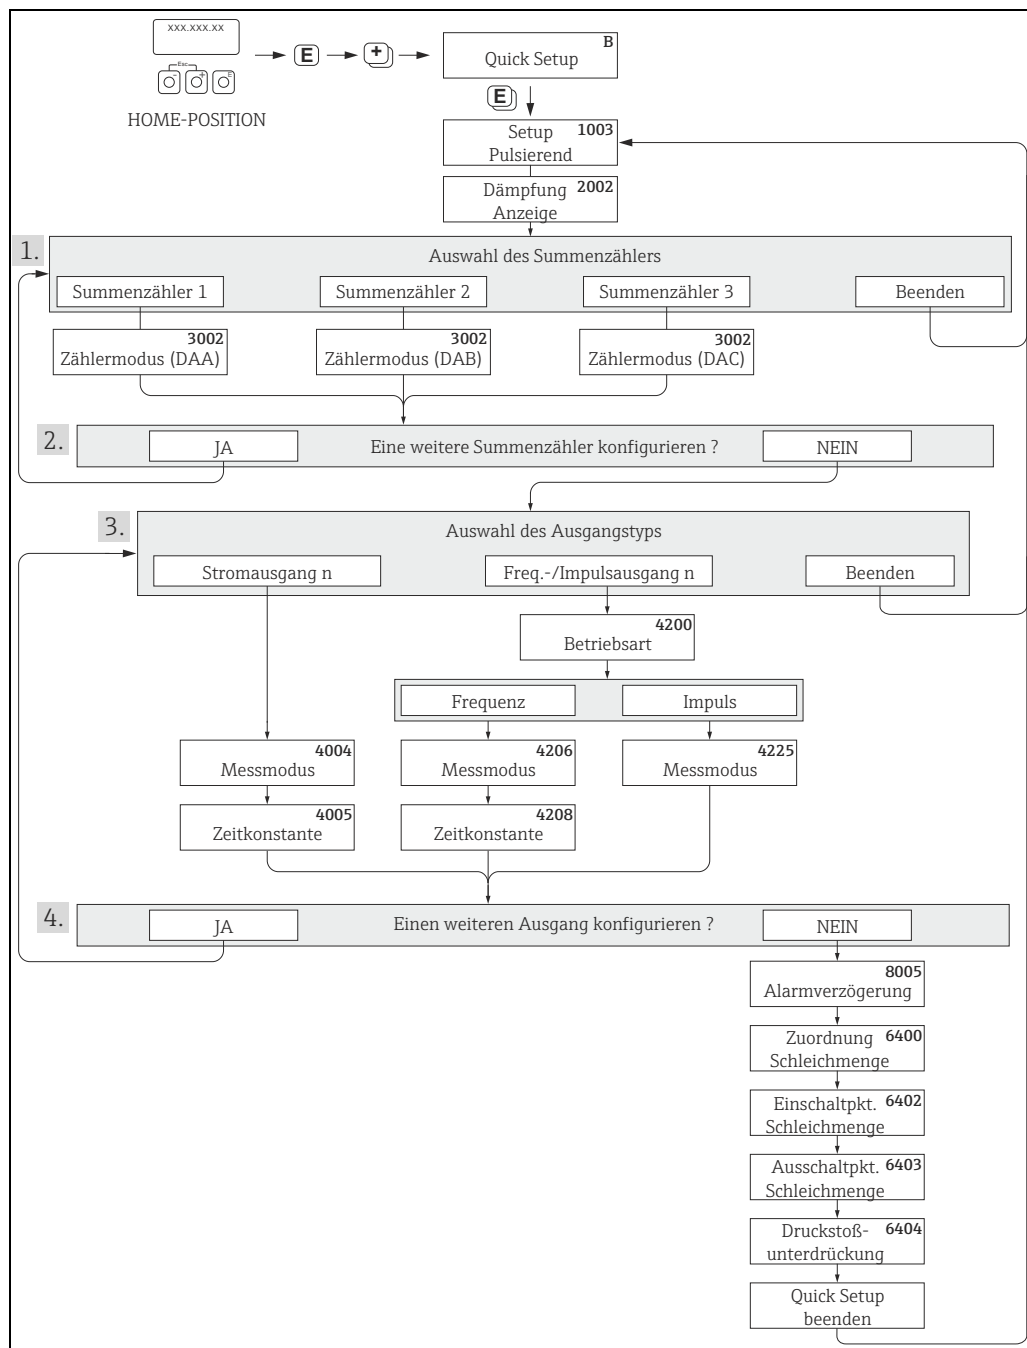 xxx.xxx.xx
Esc
- + E
HOME-POSITION
E
+
B
Quick Setup
E
Setup 1003
Pulsierend
Dämpfung 2002
Anzeige
1.
Auswahl des Summenzählers
Summenzähler 1
Summenzähler 2
Summenzähler 3
Beenden
3002
Zählermodus (DAA)
3002
Zählermodus (DAB)
3002
Zählermodus (DAC)
2.
JA
Eine weitere Summenzähler konfigurieren ?
NEIN
3.
Auswahl des Ausgangstyps
Stromausgang n
Freq.-/Impulsausgang n
Beenden
4200
Betriebsart
Frequenz
Impuls
4004
Messmodus
4206
Messmodus
4225
Messmodus
4005
Zeitkonstante
4208
Zeitkonstante
4.
JA
Einen weiteren Ausgang konfigurieren ?
NEIN
8005
Alarmverzögerung
Zuordnung 6400
Schleichmenge
Einschaltpkt. 6402
Schleichmenge
Ausschaltpkt. 6403
Schleichmenge
Druckstoß- 6404
unterdrückung
Quick Setup
beenden